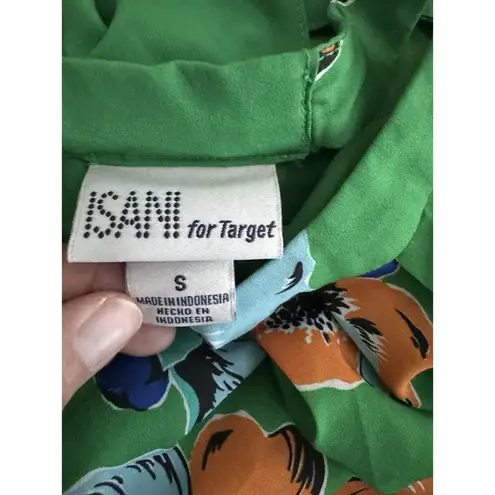 ISANI for Target
S
MADE IN INDONESIA
HECHO EN
INDONESIA